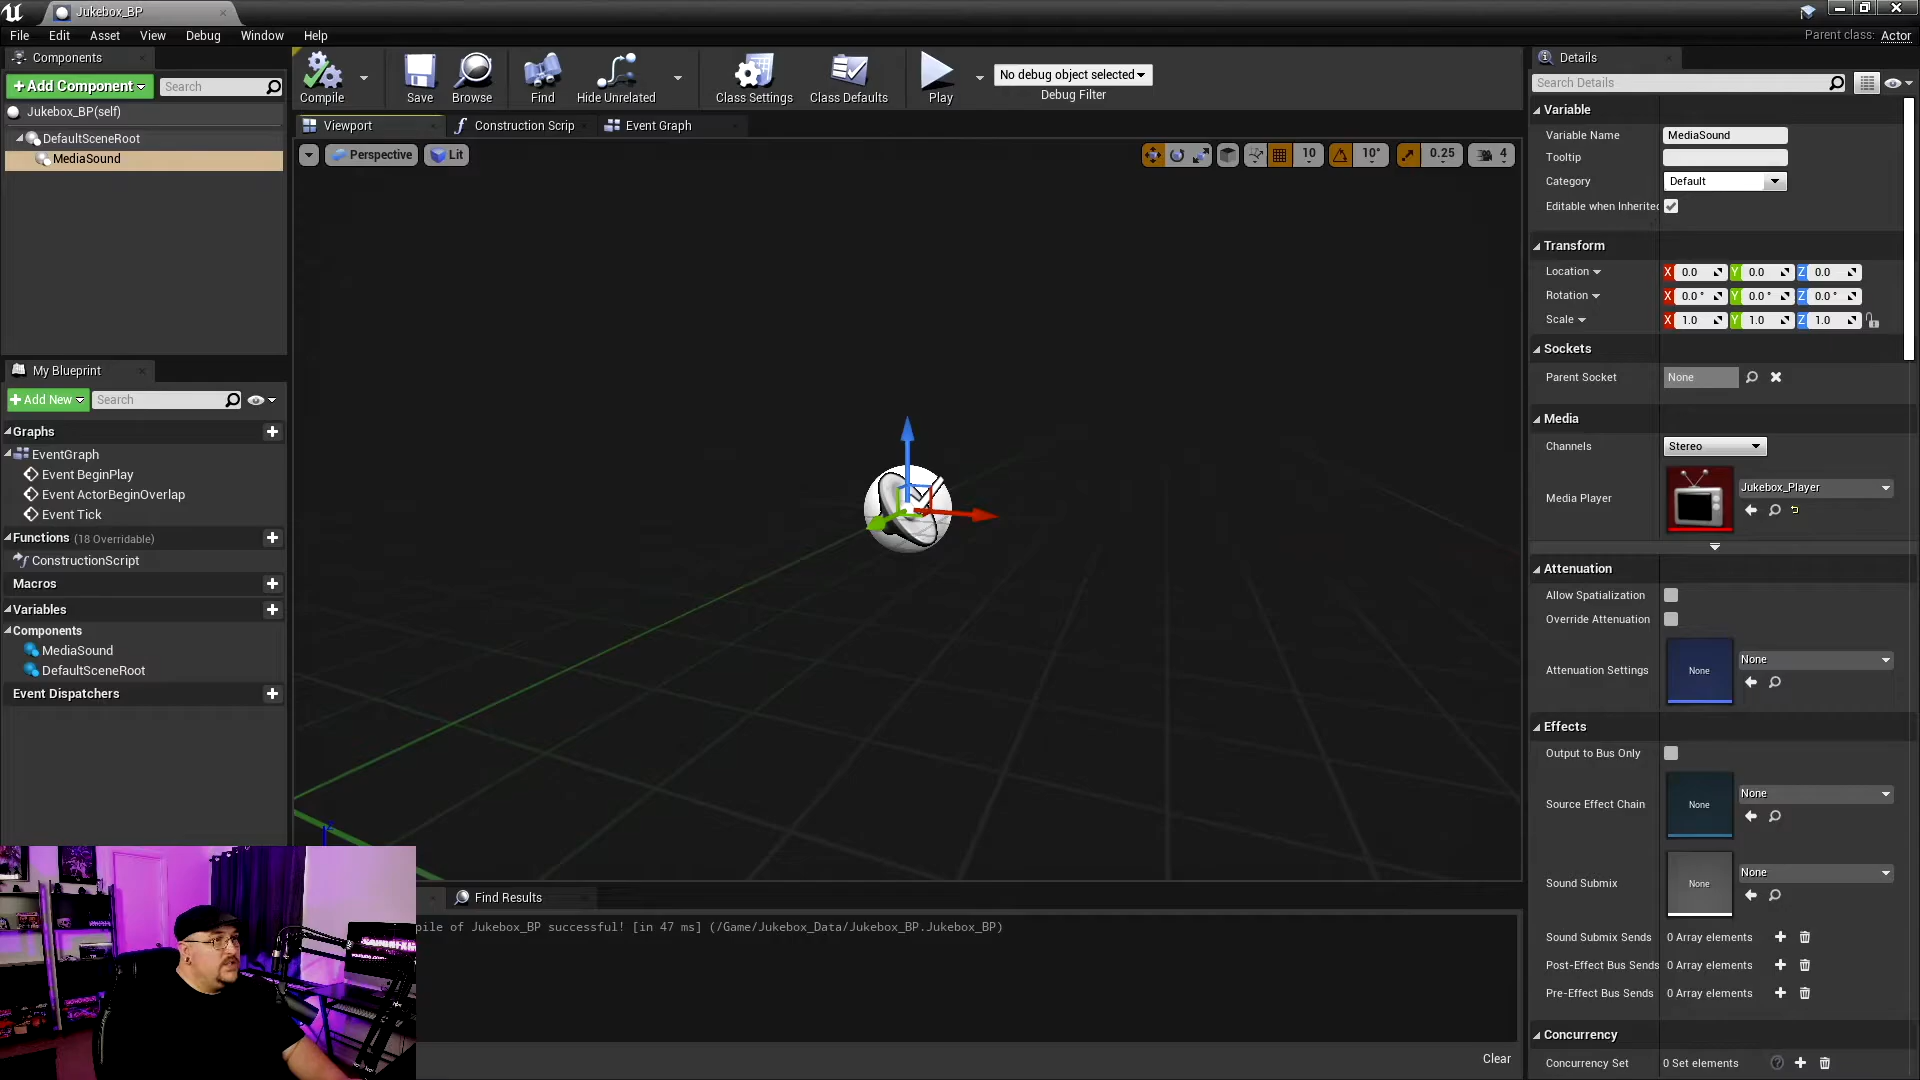 Jukebox_BP
File Edit Asset View Debug Window Help
Parent class: Actor
Components
+Add Component Search
Jukebox_BP(self)
DefaultSceneRoot
MediaSound
My Blueprint
+Add New Search
Graphs
EventGraph
Event BeginPlay
Event ActorBeginOverlap
Event Tick
Functions (18 Overridable)
ConstructionScript
Macros
Variables
Components
MediaSound
DefaultSceneRoot
Event Dispatchers
Compile Save Browse Find Hide Unrelated Class Settings Class Defaults Play
No debug object selected
Debug Filter
Viewport Construction Scrip Event Graph
Perspective Lit 10 10° 0.25 4
Find Results
pile of Jukebox_BP successful! [in 47 ms] (/Game/Jukebox_Data/Jukebox_BP.Jukebox_BP)
Clear
Details
Search Details
Variable
Variable Name MediaSound
Tooltip
Category Default
Editable when Inherited
Transform
Location X 0.0 Y 0.0 Z 0.0
Rotation X 0.0 ° Y 0.0 ° Z 0.0 °
Scale X 1.0 Y 1.0 Z 1.0
Sockets
Parent Socket None
Media
Channels Stereo
Media Player Jukebox_Player
Attenuation
Allow Spatialization
Override Attenuation
Attenuation Settings None None
Effects
Output to Bus Only
Source Effect Chain None None
Sound Submix None None
Sound Submix Sends 0 Array elements
Post-Effect Bus Sends 0 Array elements
Pre-Effect Bus Sends 0 Array elements
Concurrency
Concurrency Set 0 Set elements